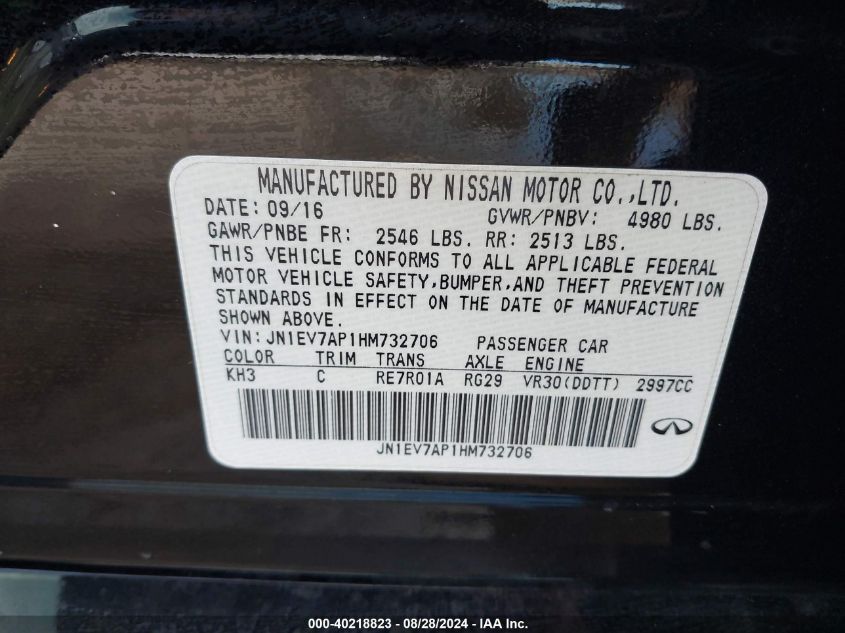 MANUFACTURED BY NISSAN MOTOR CO.,LTD.
DATE: 09/16 GVWR/PNBV: 4980 LBS.
GAWR/PNBE FR: 2546 LBS. RR: 2513 LBS.
THIS VEHICLE CONFORMS TO ALL APPLICABLE FEDERAL
MOTOR VEHICLE SAFETY,BUMPER,AND THEFT PREVENTION
STANDARDS IN EFFECT ON THE DATE OF MANUFACTURE
SHOWN ABOVE.
VIN: JN1EV7AP1HM732706 PASSENGER CAR
COLOR TRIM TRANS AXLE ENGINE
KH3 C RE7R01A RG29 VR30(DDTT) 2997CC
JN1EV7AP1HM732706
000-40218823 - 08/28/2024 - IAA Inc.